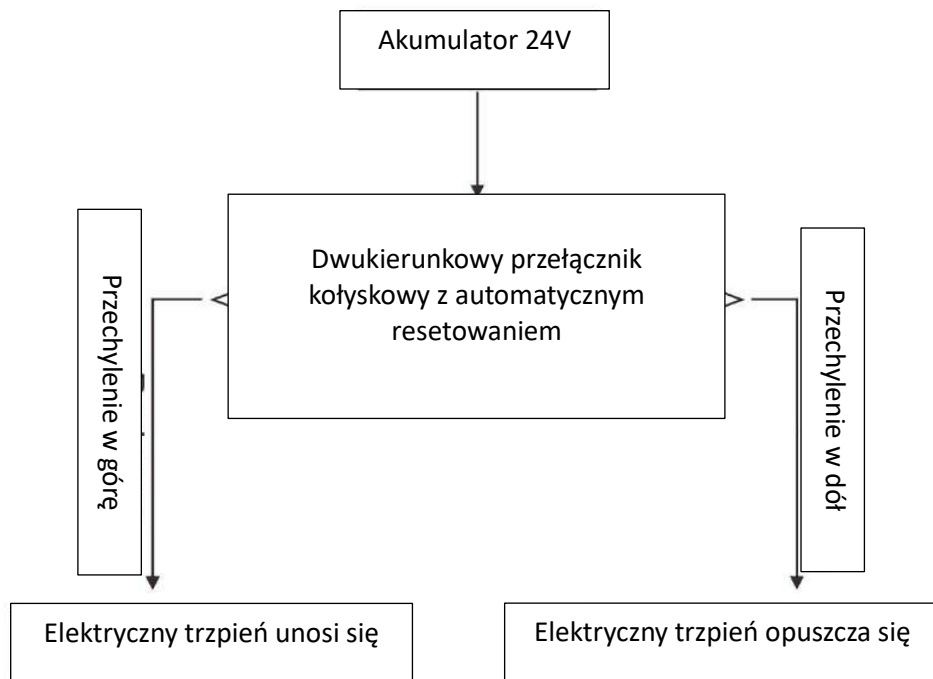 Akumulator 24V
Dwukierunkowy przełącznik
kołyskowy z automatycznym
resetowaniem
Przechylenie w górę
Przechylenie w dół
Elektryczny trzpień unosi się
Elektryczny trzpień opuszcza się